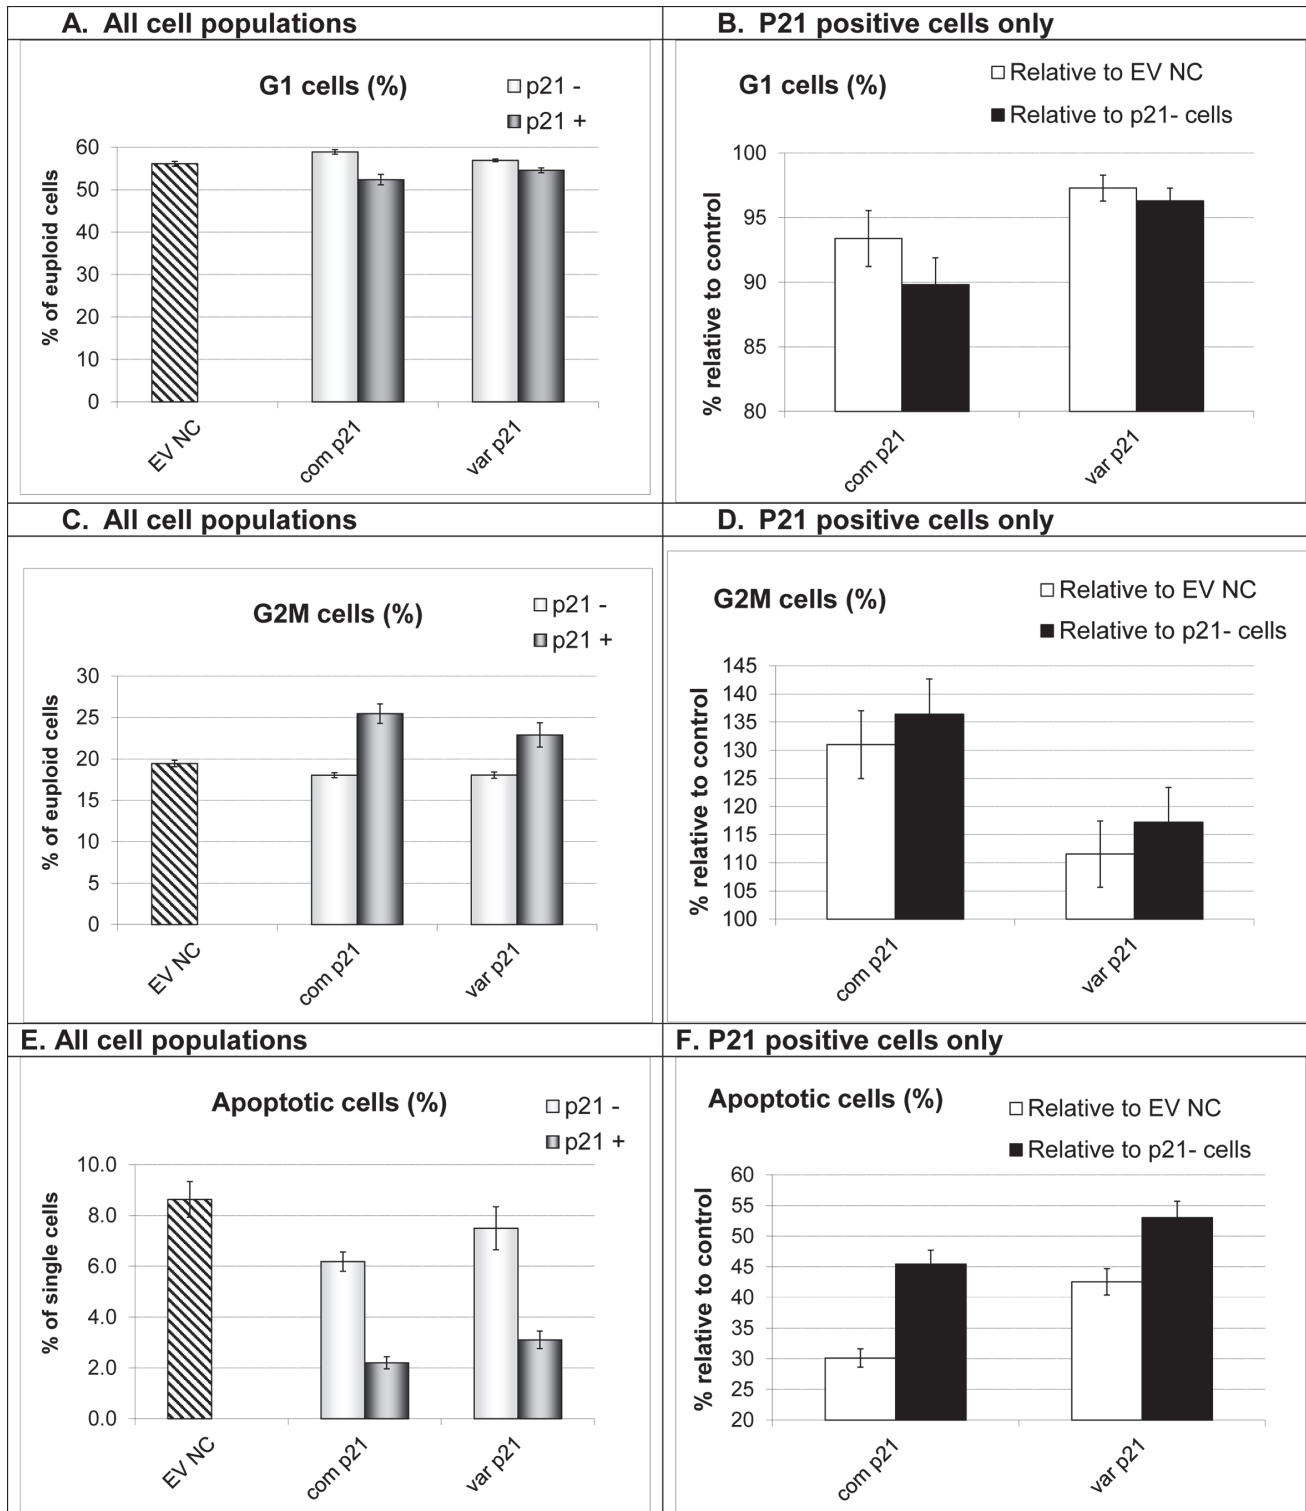 A. All cell populations
G1 cells (%)
p21 -
p21 +
% of euploid cells
60
50
40
30
20
10
0
EV NC
com p21
var p21
B. P21 positive cells only
G1 cells (%)
Relative to EV NC
Relative to p21- cells
% relative to control
100
95
90
85
80
com p21
var p21
C. All cell populations
G2M cells (%)
p21 -
p21 +
% of euploid cells
30
25
20
15
10
5
0
EV NC
com p21
var p21
D. P21 positive cells only
G2M cells (%)
Relative to EV NC
Relative to p21- cells
% relative to control
145
140
135
130
125
120
115
110
105
100
com p21
var p21
E. All cell populations
Apoptotic cells (%)
p21 -
p21 +
% of single cells
10.0
8.0
6.0
4.0
2.0
0.0
EV NC
com p21
var p21
F. P21 positive cells only
Apoptotic cells (%)
Relative to EV NC
Relative to p21- cells
% relative to control
60
55
50
45
40
35
30
25
20
com p21
var p21